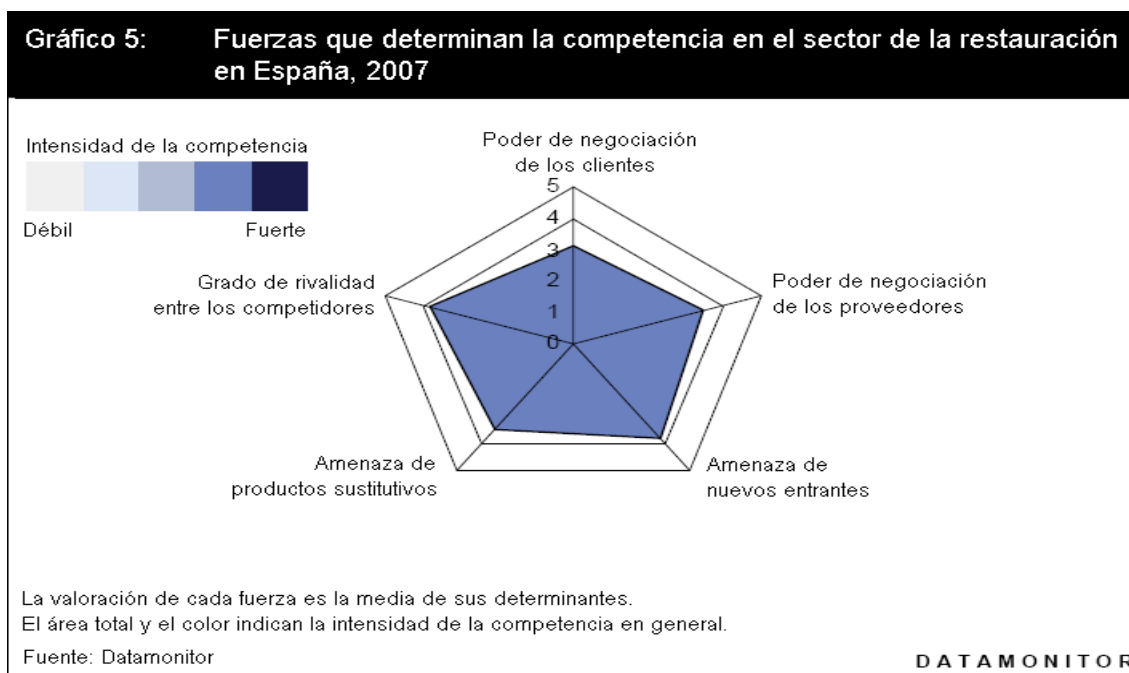 Gráfico 5: Fuerzas que determinan la competencia en el sector de la restauración
en España, 2007
Intensidad de la competencia
Débil Fuerte
Poder de negociación
de los clientes
5
4
3
2
1
0
Grado de rivalidad
entre los competidores
Poder de negociación
de los proveedores
Amenaza de
productos sustitutivos
Amenaza de
nuevos entrantes
La valoración de cada fuerza es la media de sus determinantes.
El área total y el color indican la intensidad de la competencia en general.
Fuente: Datamonitor
DATAMONITOR